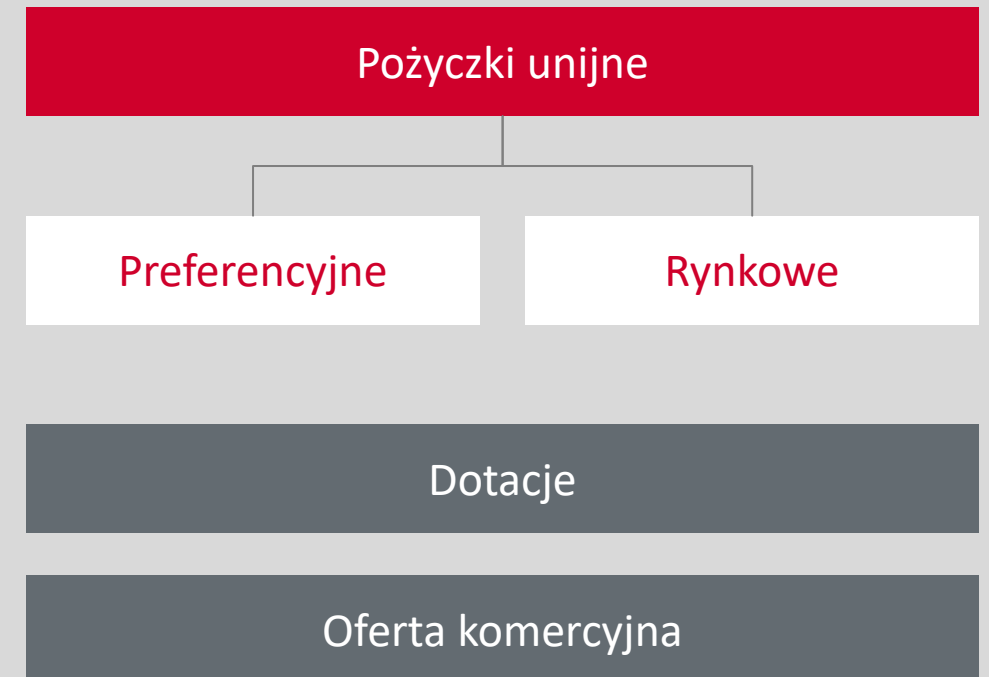 Pożyczki unijne
Preferencyjne
Rynkowe
Dotacje
Oferta komercyjna